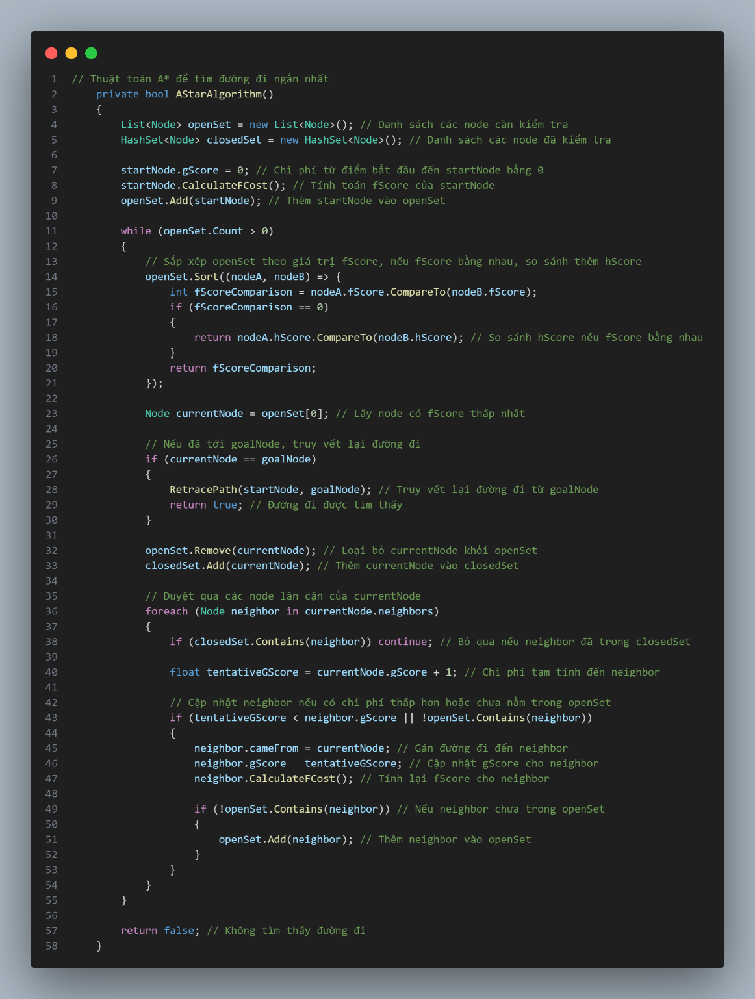 1 // Thuật toán A* để tìm đường đi ngắn nhất
2     private bool AStarAlgorithm()
3     {
4         List<Node> openSet = new List<Node>(); // Danh sách các node cần kiểm tra
5         HashSet<Node> closedSet = new HashSet<Node>(); // Danh sách các node đã kiểm tra
6
7         startNode.gScore = 0; // Chi phí từ điểm bắt đầu đến startNode bằng 0
8         startNode.CalculateFCost(); // Tính toán fScore của startNode
9         openSet.Add(startNode); // Thêm startNode vào openSet
10
11         while (openSet.Count > 0)
12         {
13             // Sắp xếp openSet theo giá trị fScore, nếu fScore bằng nhau, so sánh thêm hScore
14             openSet.Sort((nodeA, nodeB) => {
15                 int fScoreComparison = nodeA.fScore.CompareTo(nodeB.fScore);
16                 if (fScoreComparison == 0)
17                 {
18                     return nodeA.hScore.CompareTo(nodeB.hScore); // So sánh hScore nếu fScore bằng nhau
19                 }
20                 return fScoreComparison;
21             });
22
23             Node currentNode = openSet[0]; // Lấy node có fScore thấp nhất
24
25             // Nếu đã tới goalNode, truy vết lại đường đi
26             if (currentNode == goalNode)
27             {
28                 RetracePath(startNode, goalNode); // Truy vết lại đường đi từ goalNode
29                 return true; // Đường đi được tìm thấy
30             }
31
32             openSet.Remove(currentNode); // Loại bỏ currentNode khỏi openSet
33             closedSet.Add(currentNode); // Thêm currentNode vào closedSet
34
35             // Duyệt qua các node lân cận của currentNode
36             foreach (Node neighbor in currentNode.neighbors)
37             {
38                 if (closedSet.Contains(neighbor)) continue; // Bỏ qua nếu neighbor đã trong closedSet
39
40                 float tentativeGScore = currentNode.gScore + 1; // Chi phí tạm tính đến neighbor
41
42                 // Cập nhật neighbor nếu có chi phí thấp hơn hoặc chưa nằm trong openSet
43                 if (tentativeGScore < neighbor.gScore || !openSet.Contains(neighbor))
44                 {
45                     neighbor.cameFrom = currentNode; // Gán đường đi đến neighbor
46                     neighbor.gScore = tentativeGScore; // Cập nhật gScore cho neighbor
47                     neighbor.CalculateFCost(); // Tính lại fScore cho neighbor
48
49                     if (!openSet.Contains(neighbor)) // Nếu neighbor chưa trong openSet
50                     {
51                         openSet.Add(neighbor); // Thêm neighbor vào openSet
52                     }
53                 }
54             }
55         }
56
57         return false; // Không tìm thấy đường đi
58     }